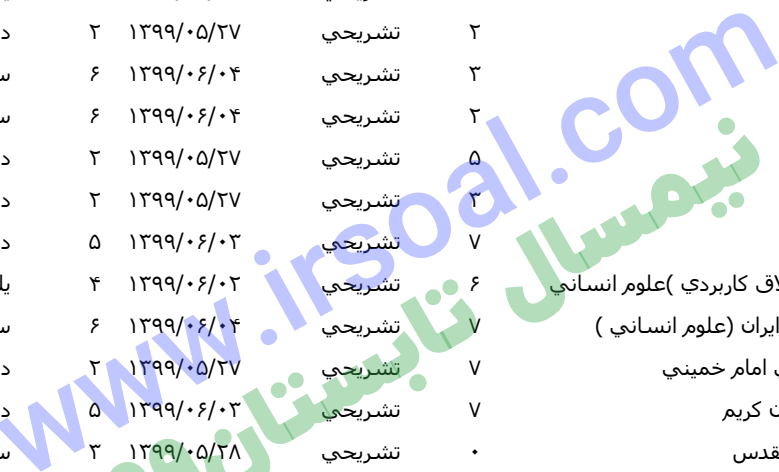 ۲ تشريحي ۱۳۹۹/۰۵/۲۷ ۲
۳ تشريحي ۱۳۹۹/۰۶/۰۴ ۶
۲ تشريحي ۱۳۹۹/۰۶/۰۴ ۶
۵ تشريحي ۱۳۹۹/۰۵/۲۷ ۲
۳ تشريحي ۱۳۹۹/۰۵/۲۷ ۲
۷ تشريحي ۱۳۹۹/۰۶/۰۳ ۵
كاربردي )علوم انساني ۶ تشريحي ۱۳۹۹/۰۶/۰۲ ۴
ايران (علوم انساني ) ۷ تشريحي ۱۳۹۹/۰۶/۰۴ ۶
امام خميني ۷ تشريحي ۱۳۹۹/۰۵/۲۷ ۲
كريم ۷ تشريحي ۱۳۹۹/۰۶/۰۳ ۵
۰ تشريحي ۱۳۹۹/۰۵/۲۸ ۳
www.irsoal.com
نیمسال تابستان